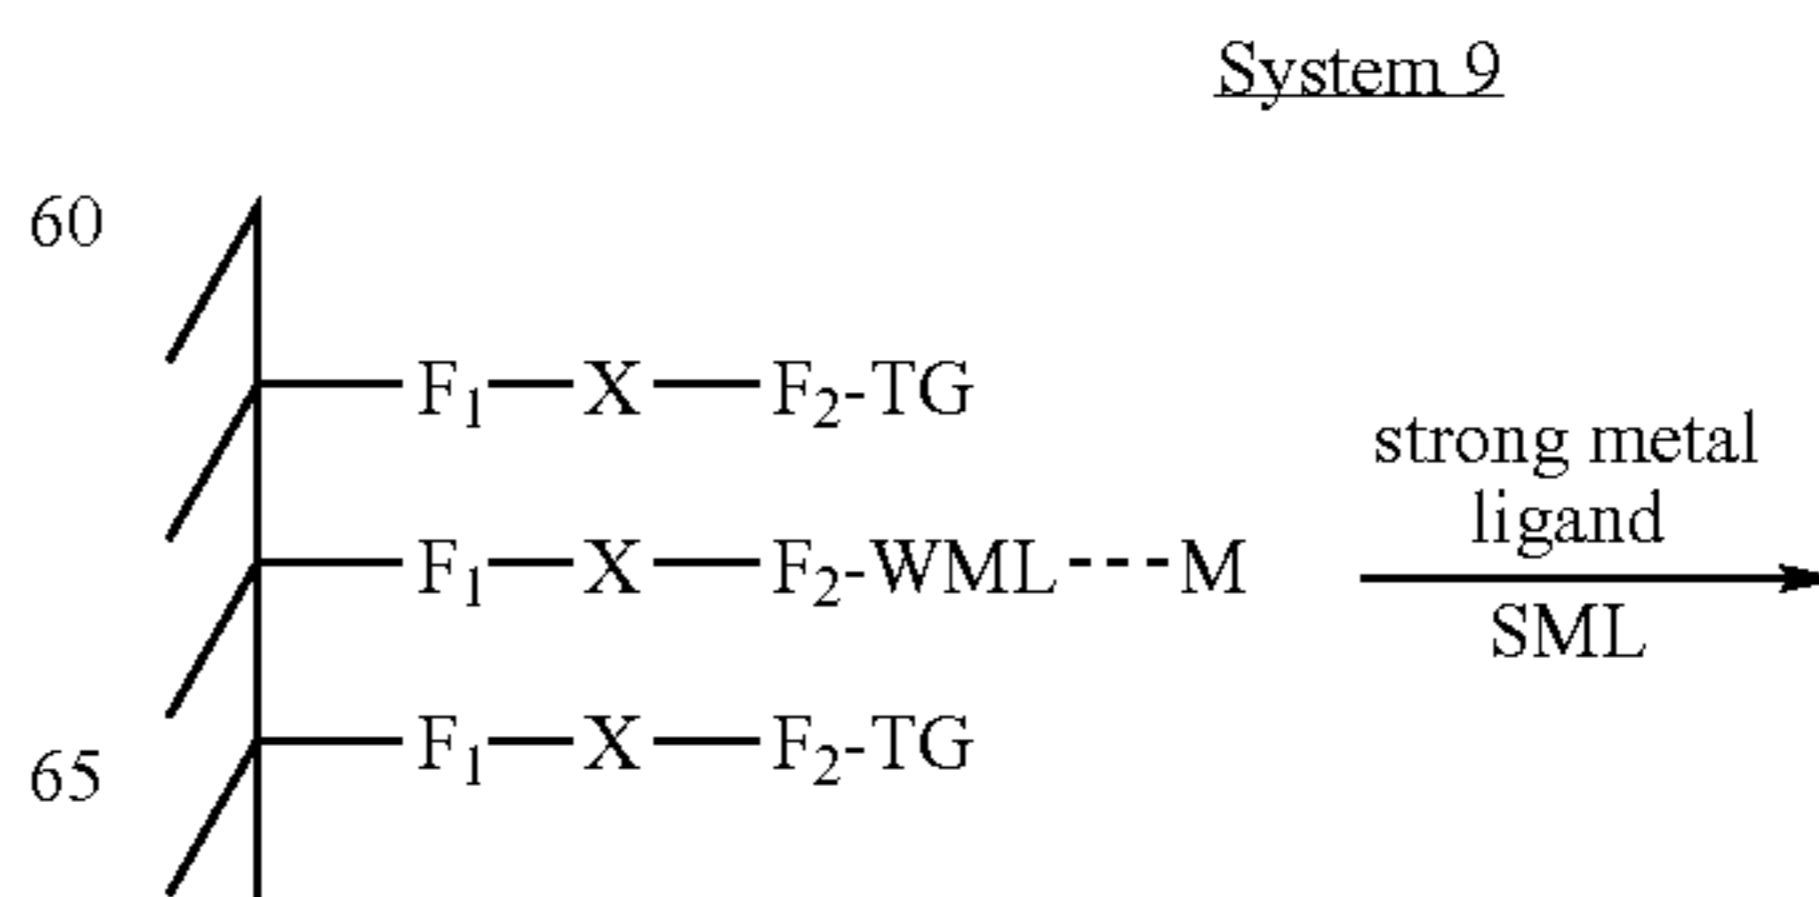 System 9
60
F₁—X—F₂-TG
strong metal
ligand
F₁—X—F₂-WML---M
SML
F₁—X—F₂-TG
65